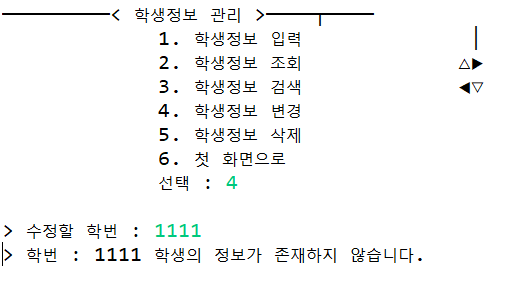 ──────────< 학생정보 관리 >─────┬─────
1. 학생정보 입력
2. 학생정보 조회
3. 학생정보 검색
4. 학생정보 변경
5. 학생정보 삭제
6. 첫 화면으로
선택 : 4
│
△▶
◀▽
> 수정할 학번 : 1111
> 학번 : 1111 학생의 정보가 존재하지 않습니다.